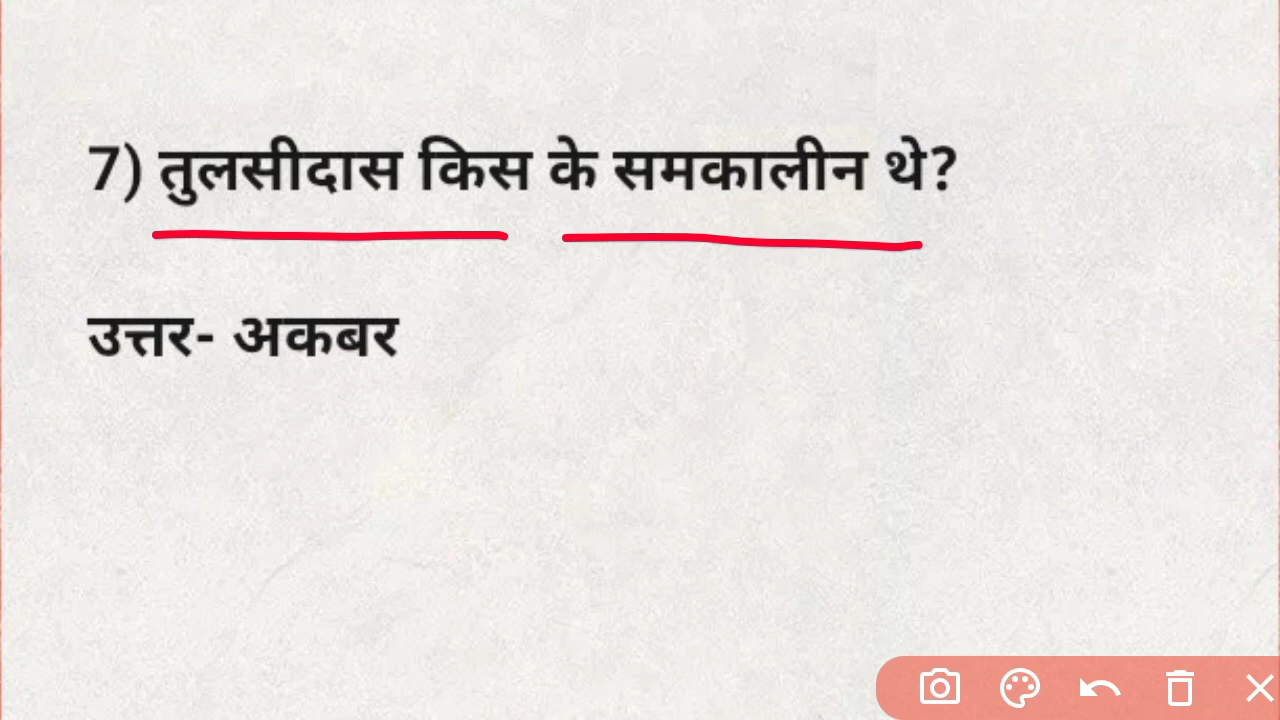 7) तुलसीदास किस के समकालीन थे?
उत्तर- अकबर